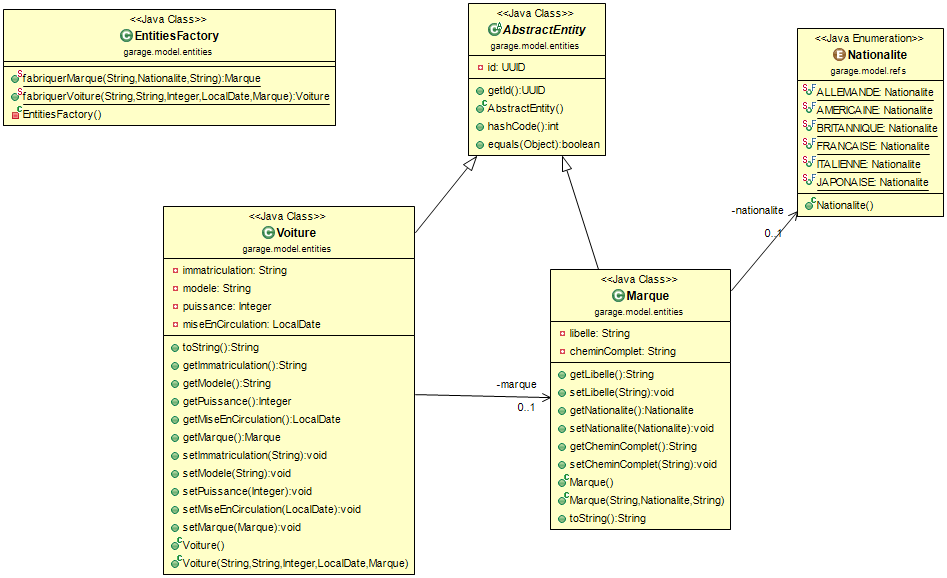 <<Java Class>>
EntitiesFactory
garage.model.entities
fabriquerMarque(String,Nationalite,String):Marque
fabriquerVoiture(String,String,Integer,LocalDate,Marque):Voiture
EntitiesFactory()
<<Java Class>>
AbstractEntity
garage.model.entities
id: UUID
getId():UUID
AbstractEntity()
hashCode():int
equals(Object):boolean
<<Java Enumeration>>
Nationalite
garage.model.refs
ALLEMANDE: Nationalite
AMERICAINE: Nationalite
BRITANNIQUE: Nationalite
FRANCAISE: Nationalite
ITALIENNE: Nationalite
JAPONAISE: Nationalite
Nationalite()
-nationalite
0..1
<<Java Class>>
Voiture
garage.model.entities
immatriculation: String
modele: String
puissance: Integer
miseEnCirculation: LocalDate
toString():String
getImmatriculation():String
getModele():String
getPuissance():Integer
getMiseEnCirculation():LocalDate
getMarque():Marque
setImmatriculation(String):void
setModele(String):void
setPuissance(Integer):void
setMiseEnCirculation(LocalDate):void
setMarque(Marque):void
Voiture()
Voiture(String,String,Integer,LocalDate,Marque)
-marque
0..1
<<Java Class>>
Marque
garage.model.entities
libelle: String
cheminComplet: String
getLibelle():String
setLibelle(String):void
getNationalite():Nationalite
setNationalite(Nationalite):void
getCheminComplet():String
setCheminComplet(String):void
Marque()
Marque(String,Nationalite,String)
toString():String